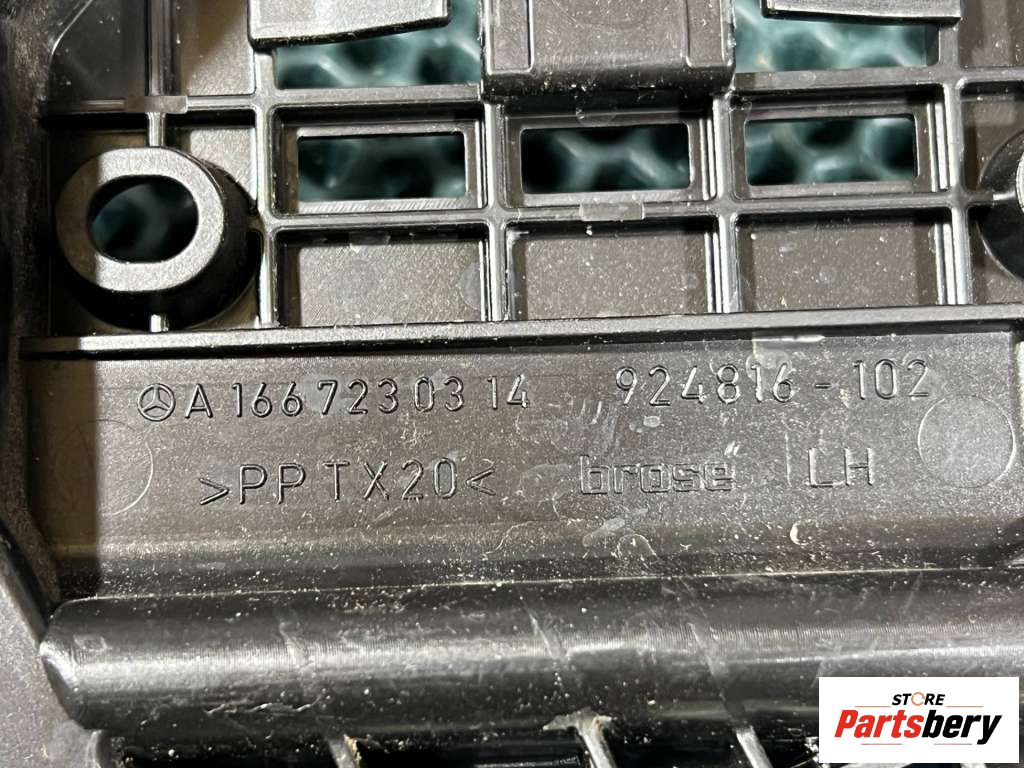 A 166 723 03 14 924816-102
>PP TX20< brose LH
STORE
Partsbery